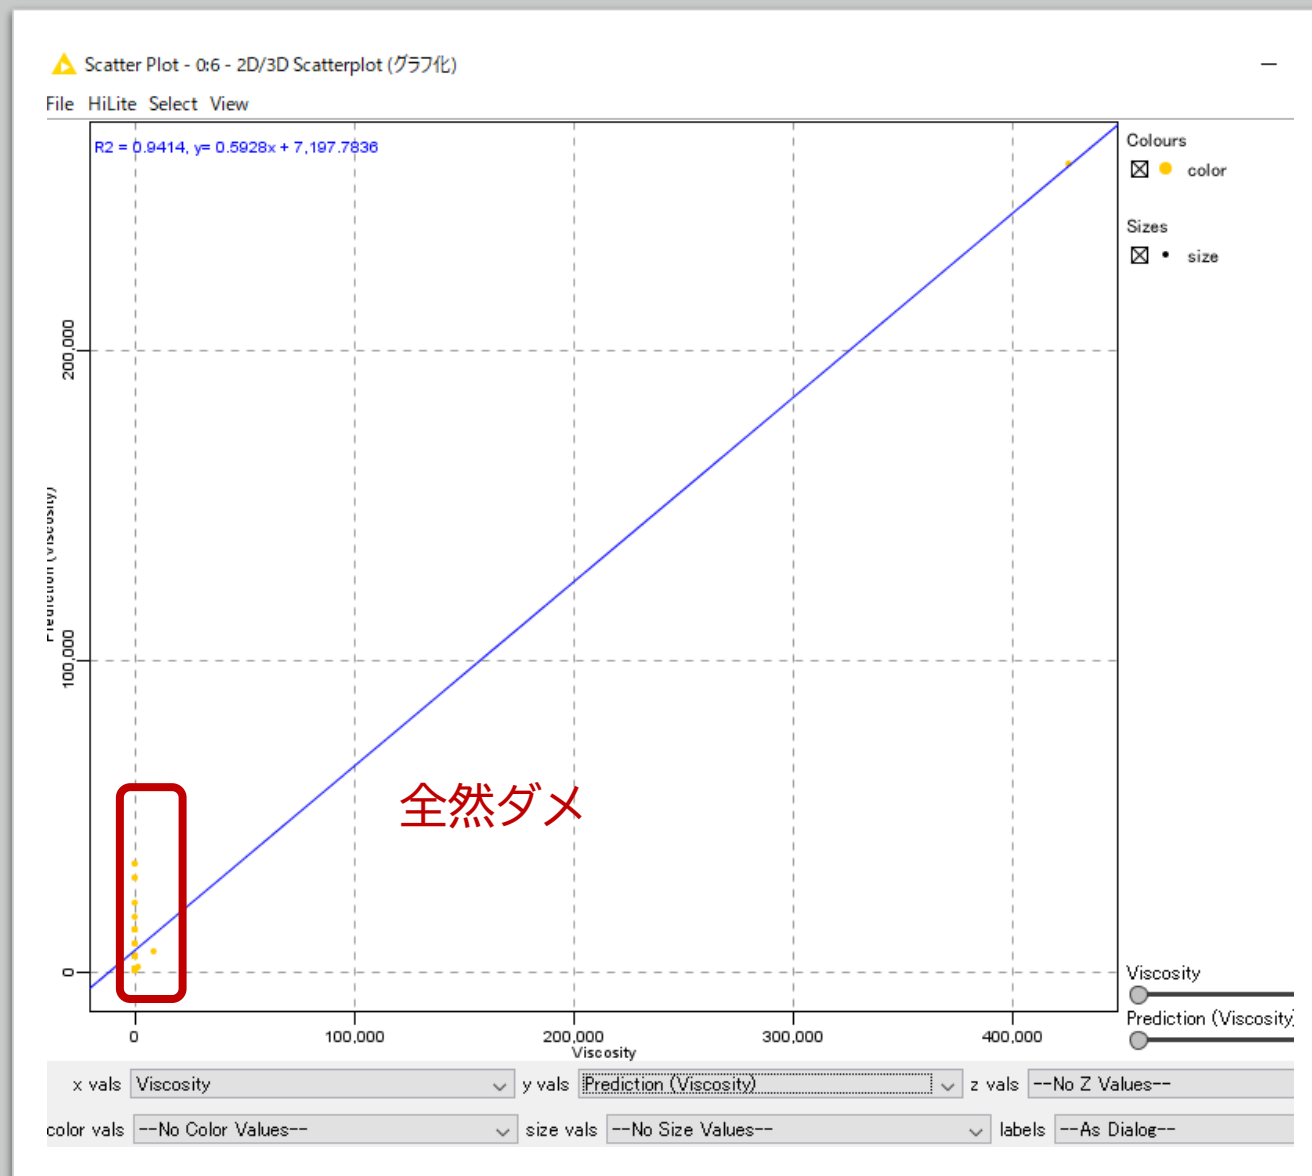 Scatter Plot - 0:6 - 2D/3D Scatterplot (グラフ化)
File HiLite Select View
R2 = 0.9414, y= 0.5928x + 7,197.7836
Colours
color
Sizes
size
200,000
100,000
0
Prediction (Viscosity)
全然ダメ
0 100,000 200,000 300,000 400,000
Viscosity
Viscosity
Prediction (Viscosity)
x vals Viscosity y vals Prediction (Viscosity) z vals --No Z Values--
color vals --No Color Values-- size vals --No Size Values-- labels --As Dialog--